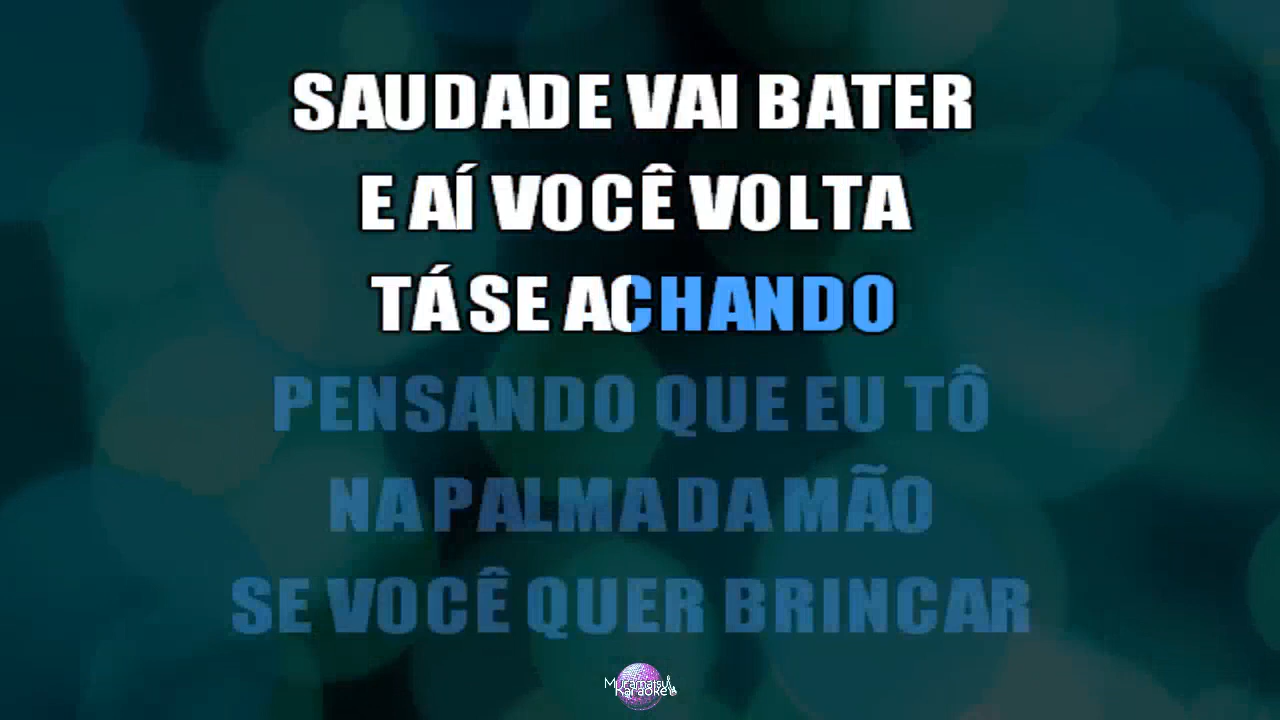 SAUDADE VAI BATER
E AÍ VOCÊ VOLTA
TÁ SE ACHANDO
PENSANDO QUE EU TÔ
NA PALMA DA MÃO
SE VOCÊ QUER BRINCAR
Karaokê